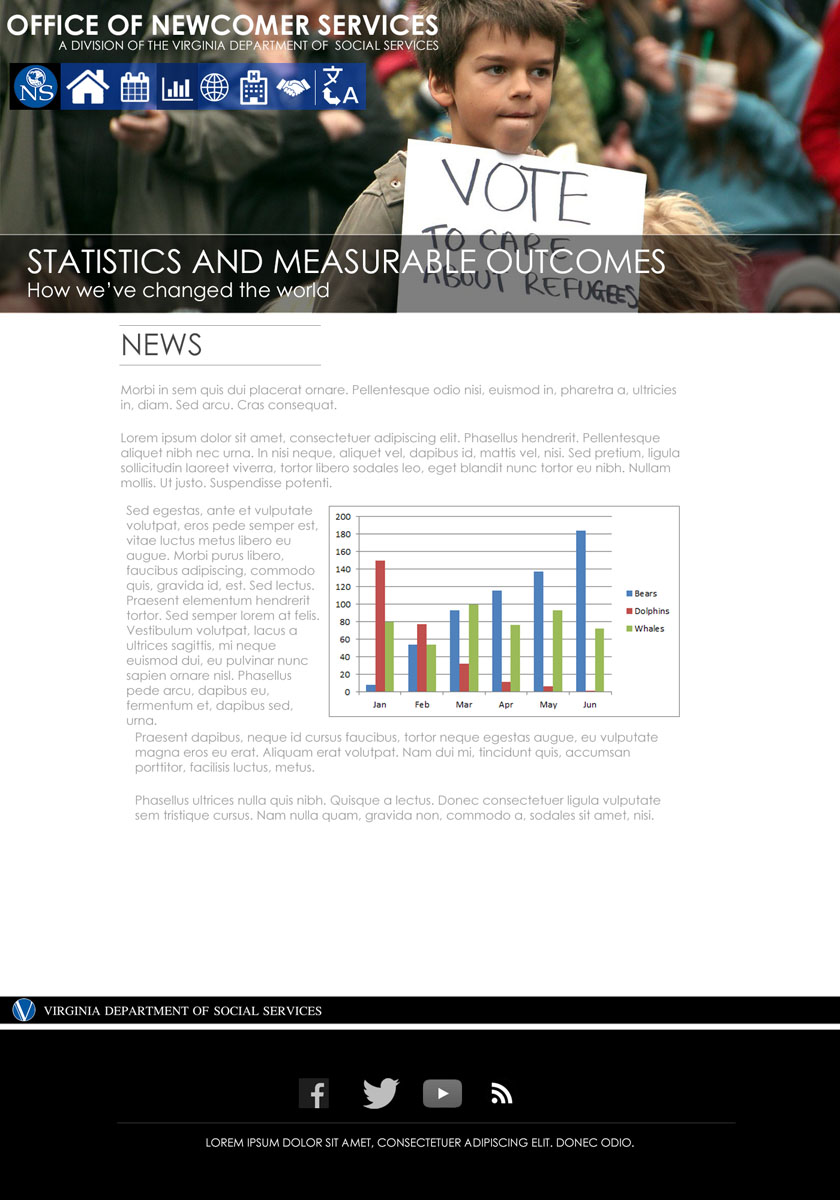 OFFICE OF NEWCOMER SERVICES
A DIVISION OF THE VIRGINIA DEPARTMENT OF SOCIAL SERVICES
NS
文A
VOTE
TO CARE
ABOUT REFUGEES
STATISTICS AND MEASURABLE OUTCOMES
How we've changed the world
NEWS
Morbi in sem quis dui placerat ornare. Pellentesque odio nisi, euismod in, pharetra a, ultricies
in, diam. Sed arcu. Cras consequat.
Lorem ipsum dolor sit amet, consectetuer adipiscing elit. Phasellus hendrerit. Pellentesque
aliquet nibh nec urna. In nisi neque, aliquet vel, dapibus id, mattis vel, nisi. Sed pretium, ligula
sollicitudin laoreet viverra, tortor libero sodales leo, eget blandit nunc tortor eu nibh. Nullam
mollis. Ut justo. Suspendisse potenti.
Sed egestas, ante et vulputate
volutpat, eros pede semper est,
vitae luctus metus libero eu
augue. Morbi purus libero,
faucibus adipiscing, commodo
quis, gravida id, est. Sed lectus.
Praesent elementum hendrerit
tortor. Sed semper lorem at felis.
Vestibulum volutpat, lacus a
ultrices sagittis, mi neque
euismod dui, eu pulvinar nunc
sapien ornare nisl. Phasellus
pede arcu, dapibus eu,
fermentum et, dapibus sed,
urna.
200
180
160
140
120
100
80
60
40
20
0
Jan Feb Mar Apr May Jun
Bears
Dolphins
Whales
Praesent dapibus, neque id cursus faucibus, tortor neque egestas augue, eu vulputate
magna eros eu erat. Aliquam erat volutpat. Nam dui mi, tincidunt quis, accumsan
porttitor, facilisis luctus, metus.
Phasellus ultrices nulla quis nibh. Quisque a lectus. Donec consectetuer ligula vulputate
sem tristique cursus. Nam nulla quam, gravida non, commodo a, sodales sit amet, nisi.
VIRGINIA DEPARTMENT OF SOCIAL SERVICES
LOREM IPSUM DOLOR SIT AMET, CONSECTETUER ADIPISCING ELIT. DONEC ODIO.